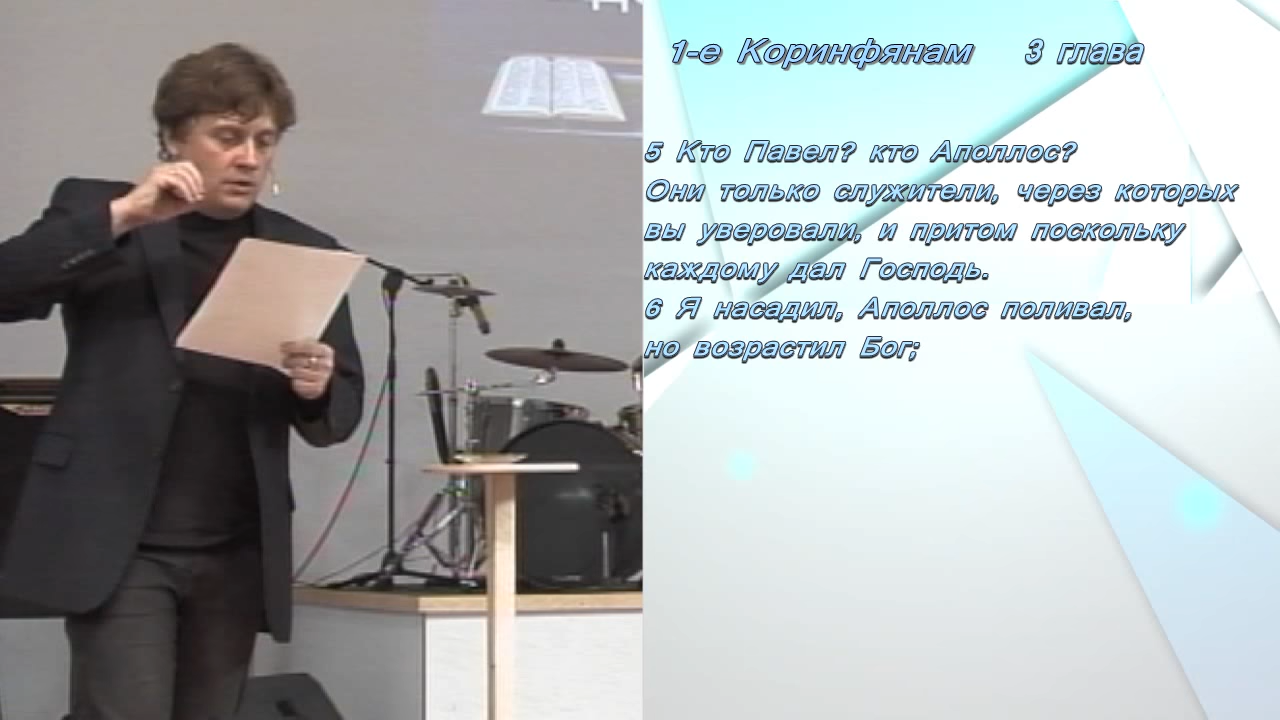 1-е Коринфянам 3 глава
5 Кто Павел? кто Аполлос?
Они только служители, через которых
вы уверовали, и притом поскольку
каждому дал Господь.
6 Я насадил, Аполлос поливал,
но возрастил Бог;